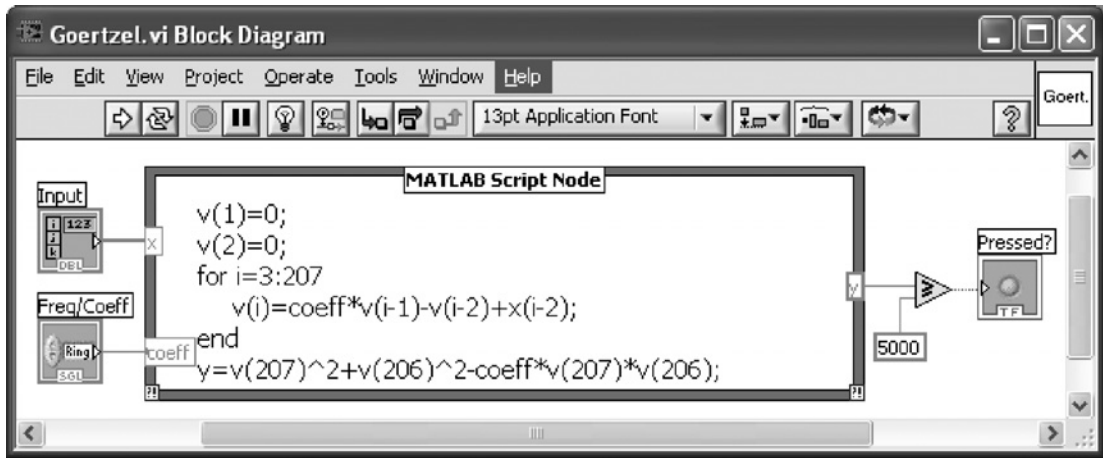 Goertzel.vi Block Diagram
File Edit View Project Operate Tools Window Help
13pt Application Font
?
Goert.
MATLAB Script Node
Input
i
j
k
123
DBL
x
v(1)=0;
v(2)=0;
for i=3:207
v(i)=coeff*v(i-1)-v(i-2)+x(i-2);
end
y=v(207)^2+v(206)^2-coeff*v(207)*v(206);
Freq/Coeff
Ring
SGL
coeff
?!
?!
y
≥
5000
Pressed?
TF